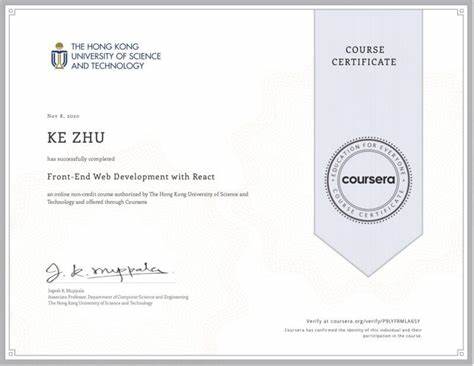 THE HONG KONG
UNIVERSITY OF SCIENCE
AND TECHNOLOGY
COURSE
CERTIFICATE
Nov 8, 2020
KE ZHU
has successfully completed
Front-End Web Development with React
an online non-credit course authorized by The Hong Kong University of Science and
Technology and offered through Coursera
EDUCATION FOR EVERYONE
coursera
COURSE CERTIFICATE
J. K. Muppala
Jogesh K. Muppala
Associate Professor, Department of Computer Science and Engineering
The Hong Kong University of Science and Technology
Verify at coursera.org/verify/
Coursera has confirmed the identity of this individual and their
participation in the course.